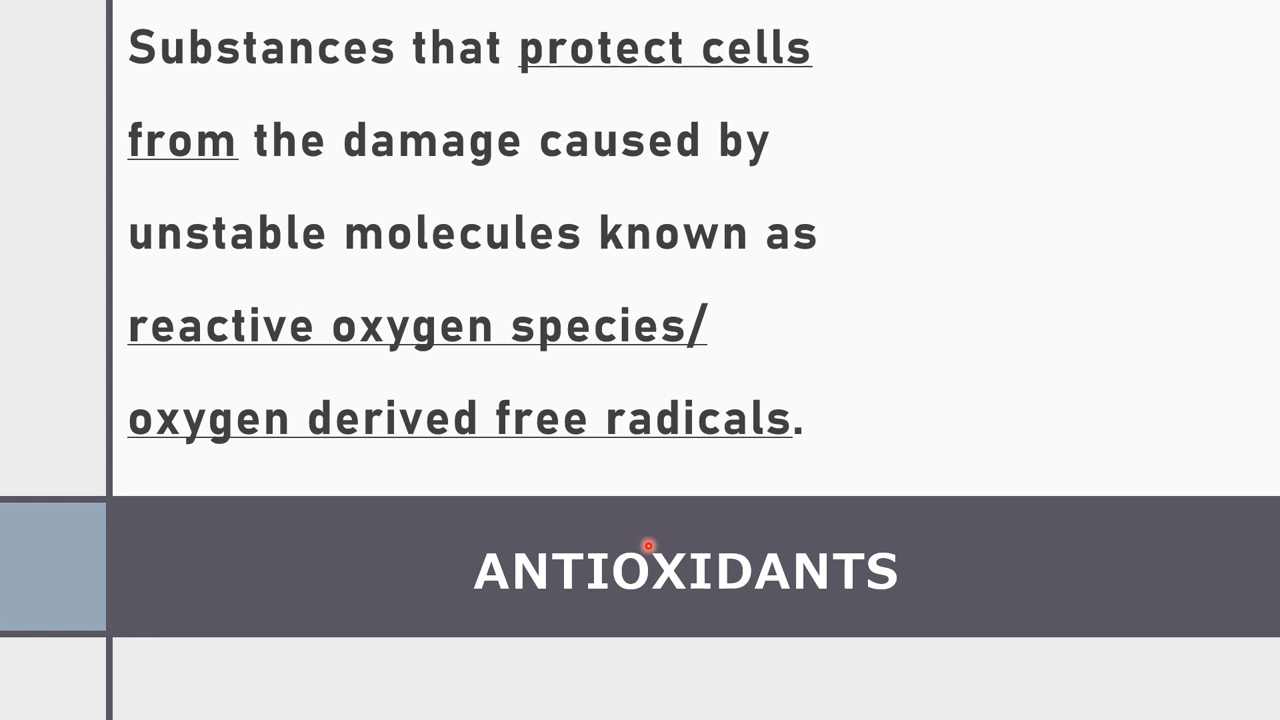 Substances that protect cells
from the damage caused by
unstable molecules known as
reactive oxygen species/
oxygen derived free radicals.
ANTIOXIDANTS